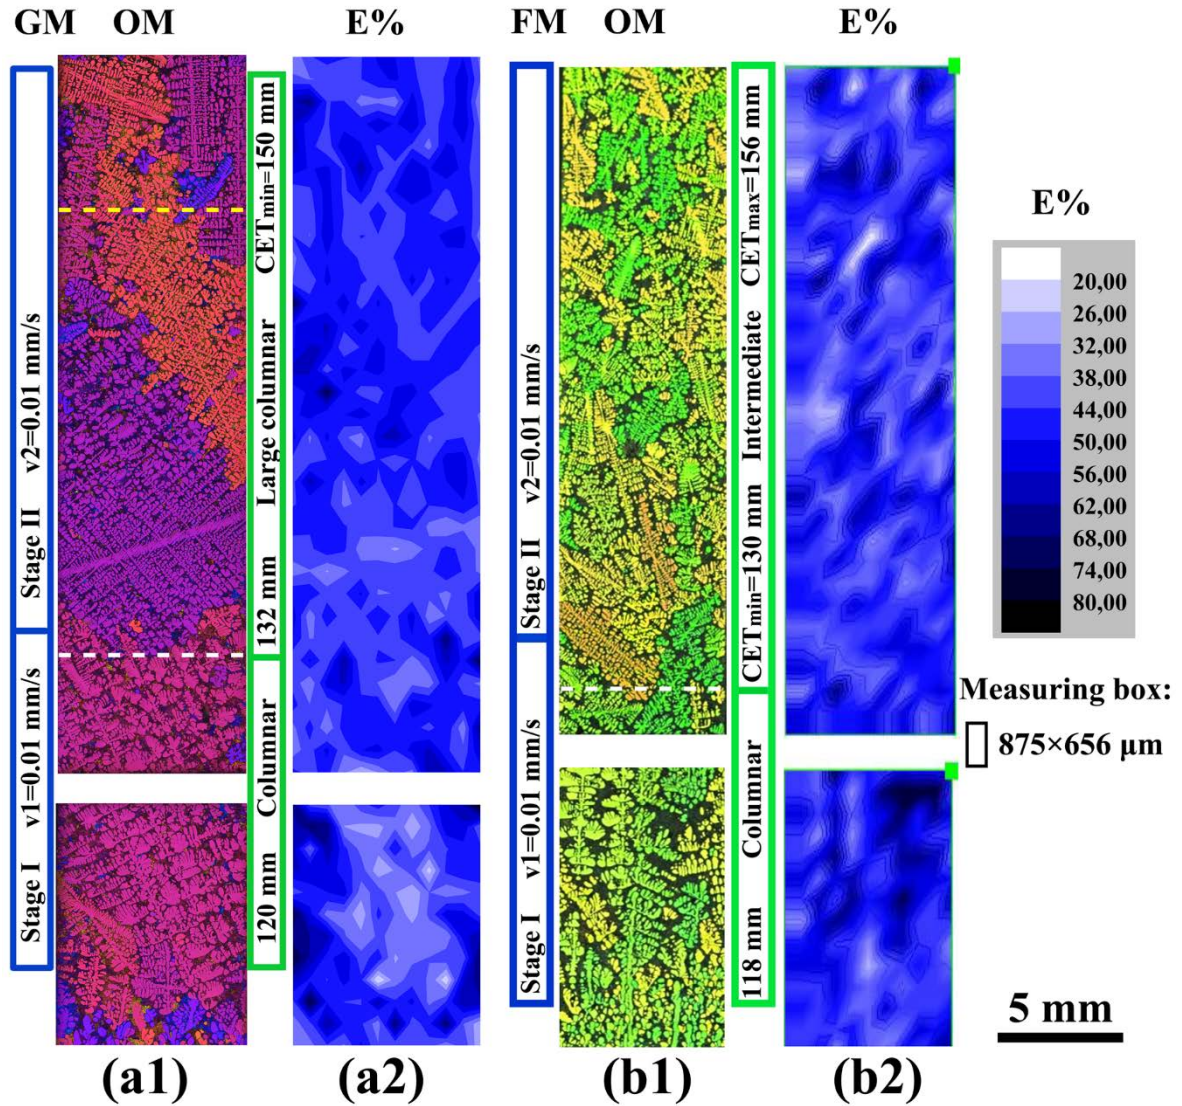 GM OM E% FM OM E%
Stage I v1=0.01 mm/s Stage II v2=0.01 mm/s
120 mm Columnar 132 mm Large columnar CETmin=150 mm
Stage I v1=0.01 mm/s Stage II v2=0.01 mm/s
118 mm Columnar CETmin=130 mm Intermediate CETmax=156 mm
E%
20,00
26,00
32,00
38,00
44,00
50,00
56,00
62,00
68,00
74,00
80,00
Measuring box:
875×656 μm
5 mm
(a1) (a2) (b1) (b2)